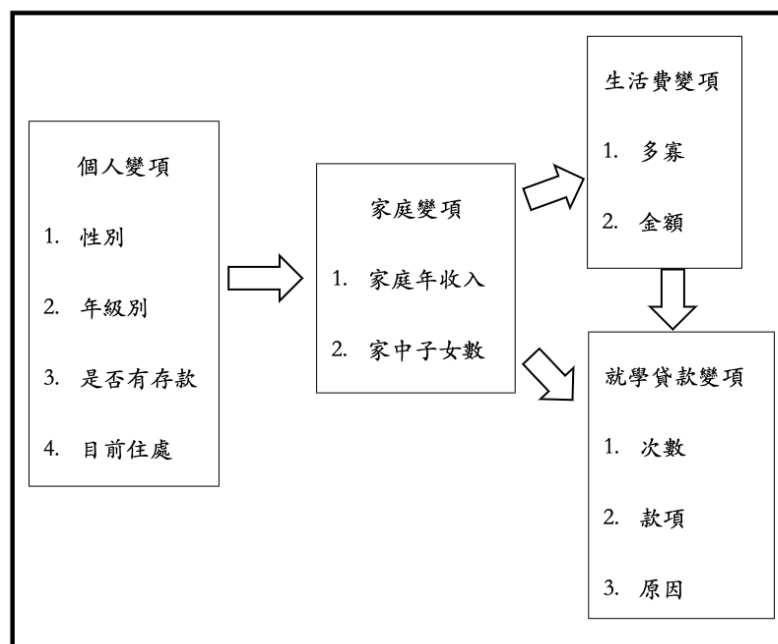 個人變項
1. 性別
2. 年級別
3. 是否有存款
4. 目前住處
家庭變項
1. 家庭年收入
2. 家中子女數
生活費變項
1. 多寡
2. 金額
就學貸款變項
1. 次數
2. 款項
3. 原因